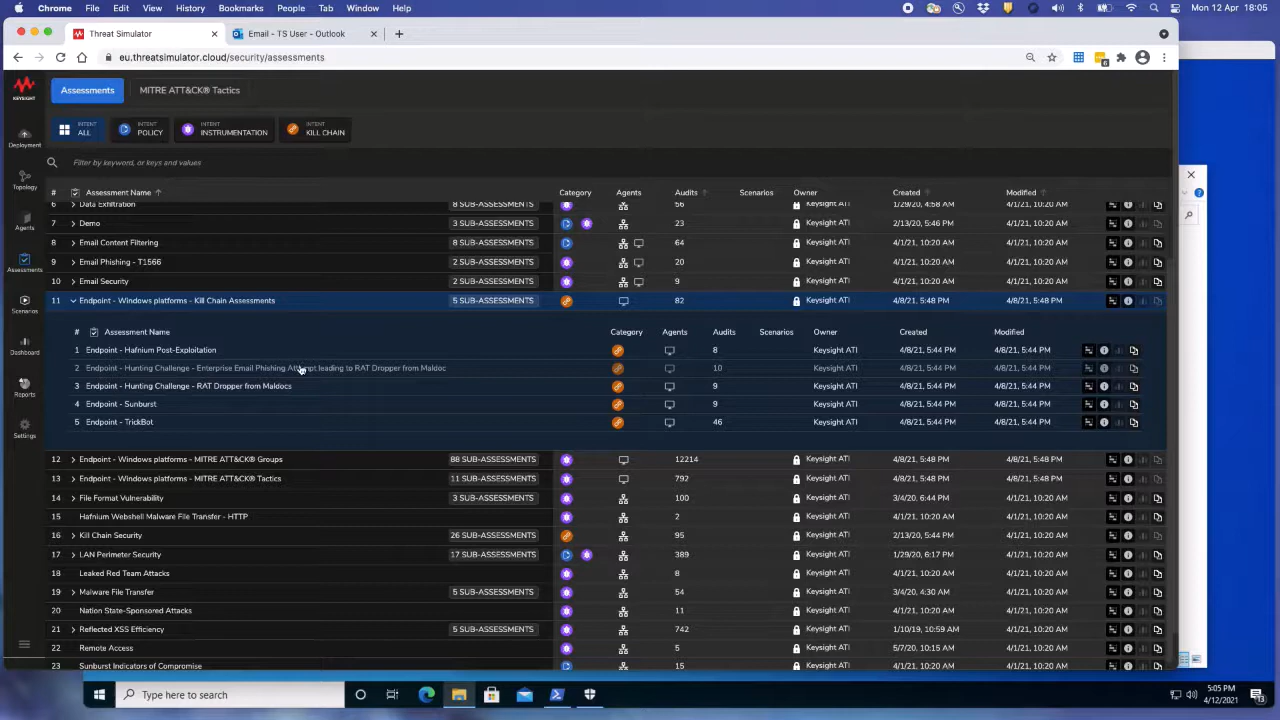 Chrome File Edit View History Bookmarks People Tab Window Help Mon 12 Apr 18:05
Threat Simulator Email - TS User - Outlook
eu.threatsimulator.cloud/security/assessments 6
KEYSIGHT
Assessments MITRE ATT&CK® Tactics
INTENT ALL INTENT POLICY INTENT INSTRUMENTATION INTENT KILL CHAIN
Deployment
Topology
Agents
Assessments
Scenarios
Dashboard
Reports
Settings
Filter by keyword, or keys and values
# Assessment Name Category Agents Audits Scenarios Owner Created Modified
6 Data Exfiltration 8 SUB-ASSESSMENTS 56 Keysight ATI 1/29/20, 4:58 AM 4/1/21, 10:20 AM
7 Demo 3 SUB-ASSESSMENTS 23 Keysight ATI 2/13/20, 5:46 PM 4/1/21, 10:20 AM
8 Email Content Filtering 8 SUB-ASSESSMENTS 64 Keysight ATI 4/1/21, 10:20 AM 4/1/21, 10:20 AM
9 Email Phishing - T1566 2 SUB-ASSESSMENTS 20 Keysight ATI 4/1/21, 10:20 AM 4/1/21, 10:20 AM
10 Email Security 2 SUB-ASSESSMENTS 9 Keysight ATI 4/1/21, 10:20 AM 4/1/21, 10:20 AM
11 Endpoint - Windows platforms - Kill Chain Assessments 5 SUB-ASSESSMENTS 82 Keysight ATI 4/8/21, 5:48 PM 4/8/21, 5:48 PM
# Assessment Name Category Agents Audits Scenarios Owner Created Modified
1 Endpoint - Hafnium Post-Exploitation 8 Keysight ATI 4/8/21, 5:44 PM 4/8/21, 5:44 PM
2 Endpoint - Hunting Challenge - Enterprise Email Phishing Attempt leading to RAT Dropper from Maldoc 10 Keysight ATI 4/8/21, 5:44 PM 4/8/21, 5:44 PM
3 Endpoint - Hunting Challenge - RAT Dropper from Maldocs 9 Keysight ATI 4/8/21, 5:44 PM 4/8/21, 5:44 PM
4 Endpoint - Sunburst 9 Keysight ATI 4/8/21, 5:44 PM 4/8/21, 5:44 PM
5 Endpoint - TrickBot 46 Keysight ATI 4/8/21, 5:44 PM 4/8/21, 5:44 PM
12 Endpoint - Windows platforms - MITRE ATT&CK® Groups 88 SUB-ASSESSMENTS 12214 Keysight ATI 4/8/21, 5:48 PM 4/8/21, 5:48 PM
13 Endpoint - Windows platforms - MITRE ATT&CK® Tactics 11 SUB-ASSESSMENTS 792 Keysight ATI 4/8/21, 5:48 PM 4/8/21, 5:48 PM
14 File Format Vulnerability 3 SUB-ASSESSMENTS 100 Keysight ATI 3/4/20, 6:44 PM 4/1/21, 10:20 AM
15 Hafnium Webshell Malware File Transfer - HTTP 2 Keysight ATI 4/1/21, 10:20 AM 4/1/21, 10:20 AM
16 Kill Chain Security 26 SUB-ASSESSMENTS 95 Keysight ATI 2/13/20, 5:44 PM 4/1/21, 10:20 AM
17 LAN Perimeter Security 17 SUB-ASSESSMENTS 389 Keysight ATI 1/29/20, 6:17 PM 4/1/21, 10:20 AM
18 Leaked Red Team Attacks 8 Keysight ATI 4/1/21, 10:20 AM 4/1/21, 10:20 AM
19 Malware File Transfer 5 SUB-ASSESSMENTS 54 Keysight ATI 3/4/20, 4:30 AM 4/1/21, 10:20 AM
20 Nation State-Sponsored Attacks 11 Keysight ATI 4/1/21, 10:20 AM 4/1/21, 10:20 AM
21 Reflected XSS Efficiency 5 SUB-ASSESSMENTS 742 Keysight ATI 1/10/19, 10:59 AM 4/1/21, 10:20 AM
22 Remote Access 5 Keysight ATI 5/7/20, 10:15 AM 4/1/21, 10:20 AM
23 Sunburst Indicators of Compromise 15 Keysight ATI 4/1/21, 10:20 AM 4/1/21, 10:20 AM
Type here to search 5:05 PM
4/12/2021